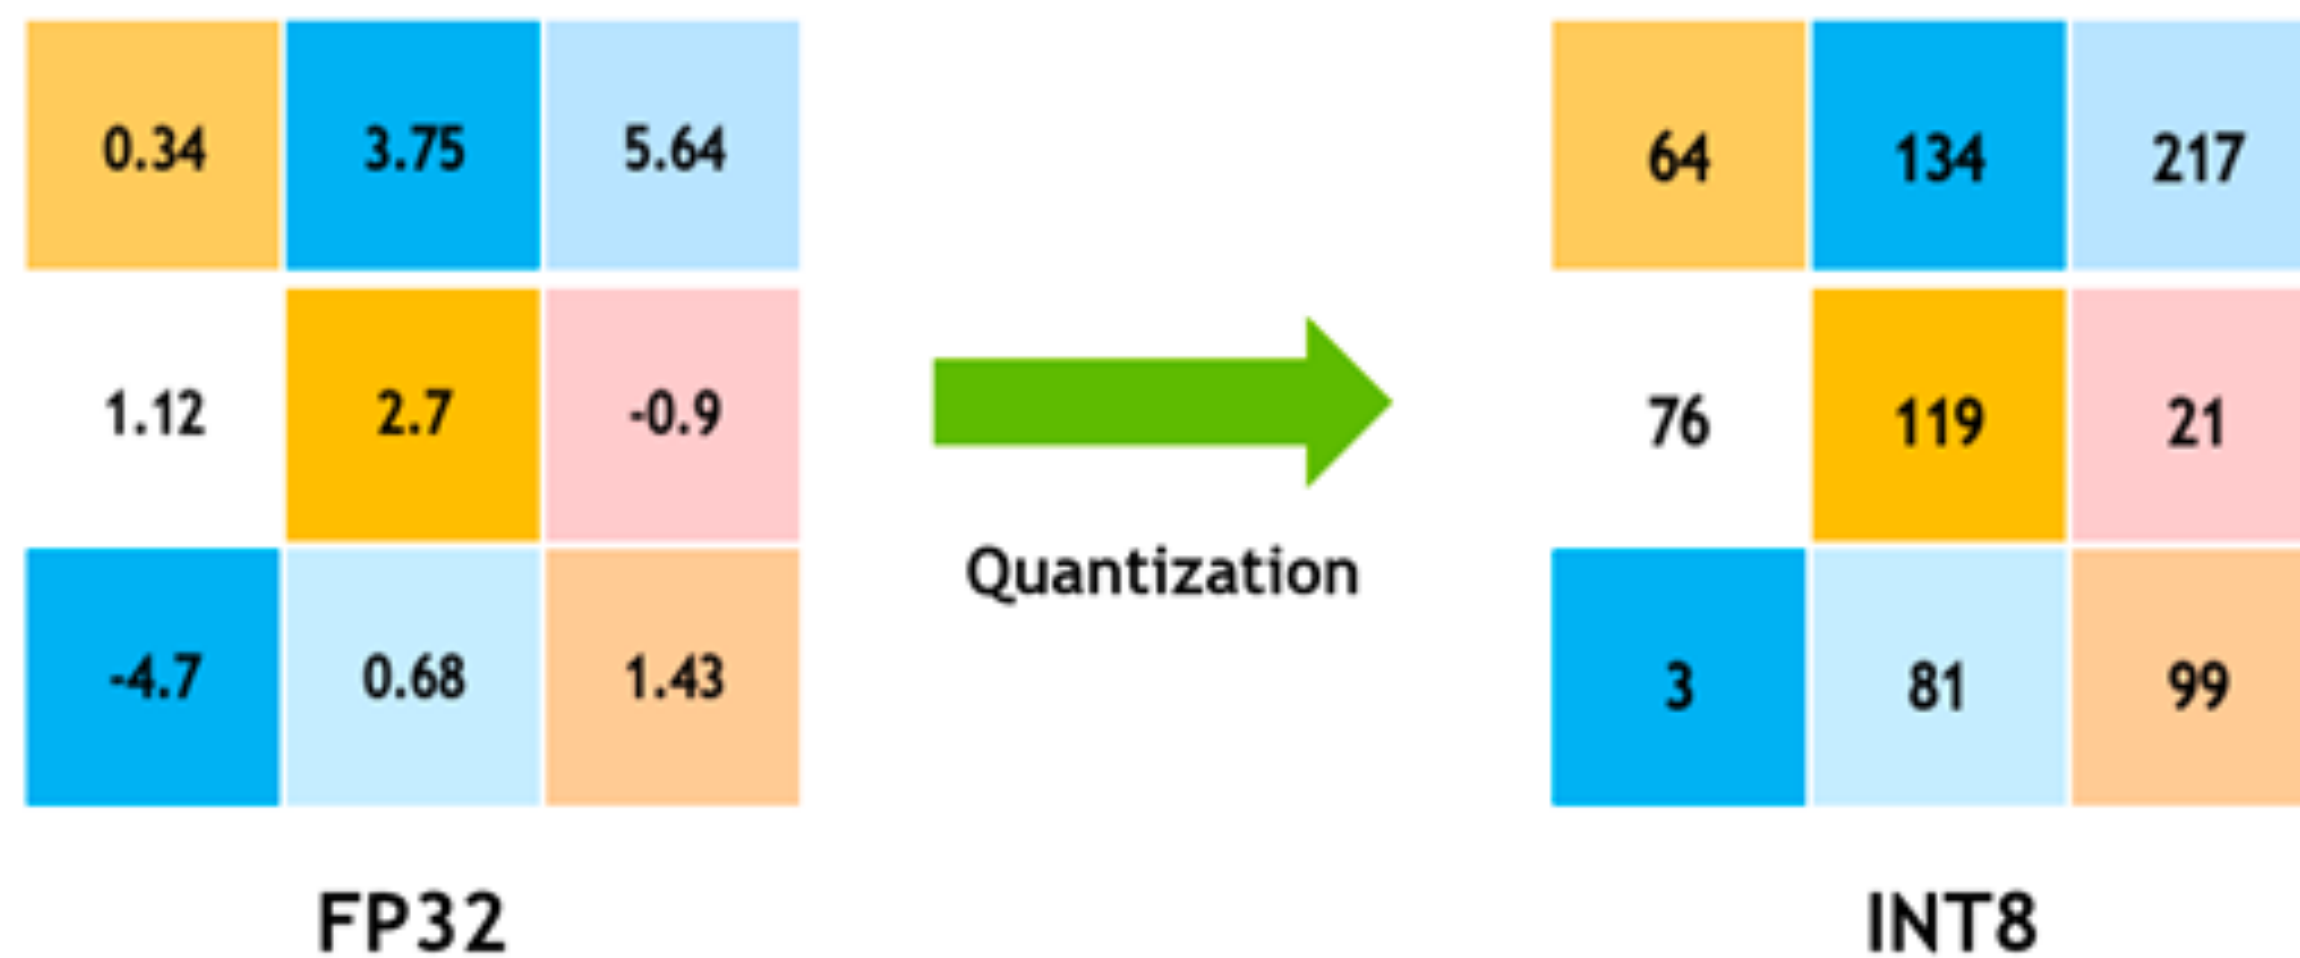 0.34 3.75 5.64
64 134 217
1.12 2.7 -0.9
76 119 21
Quantization
-4.7 0.68 1.43
3 81 99
FP32
INT8